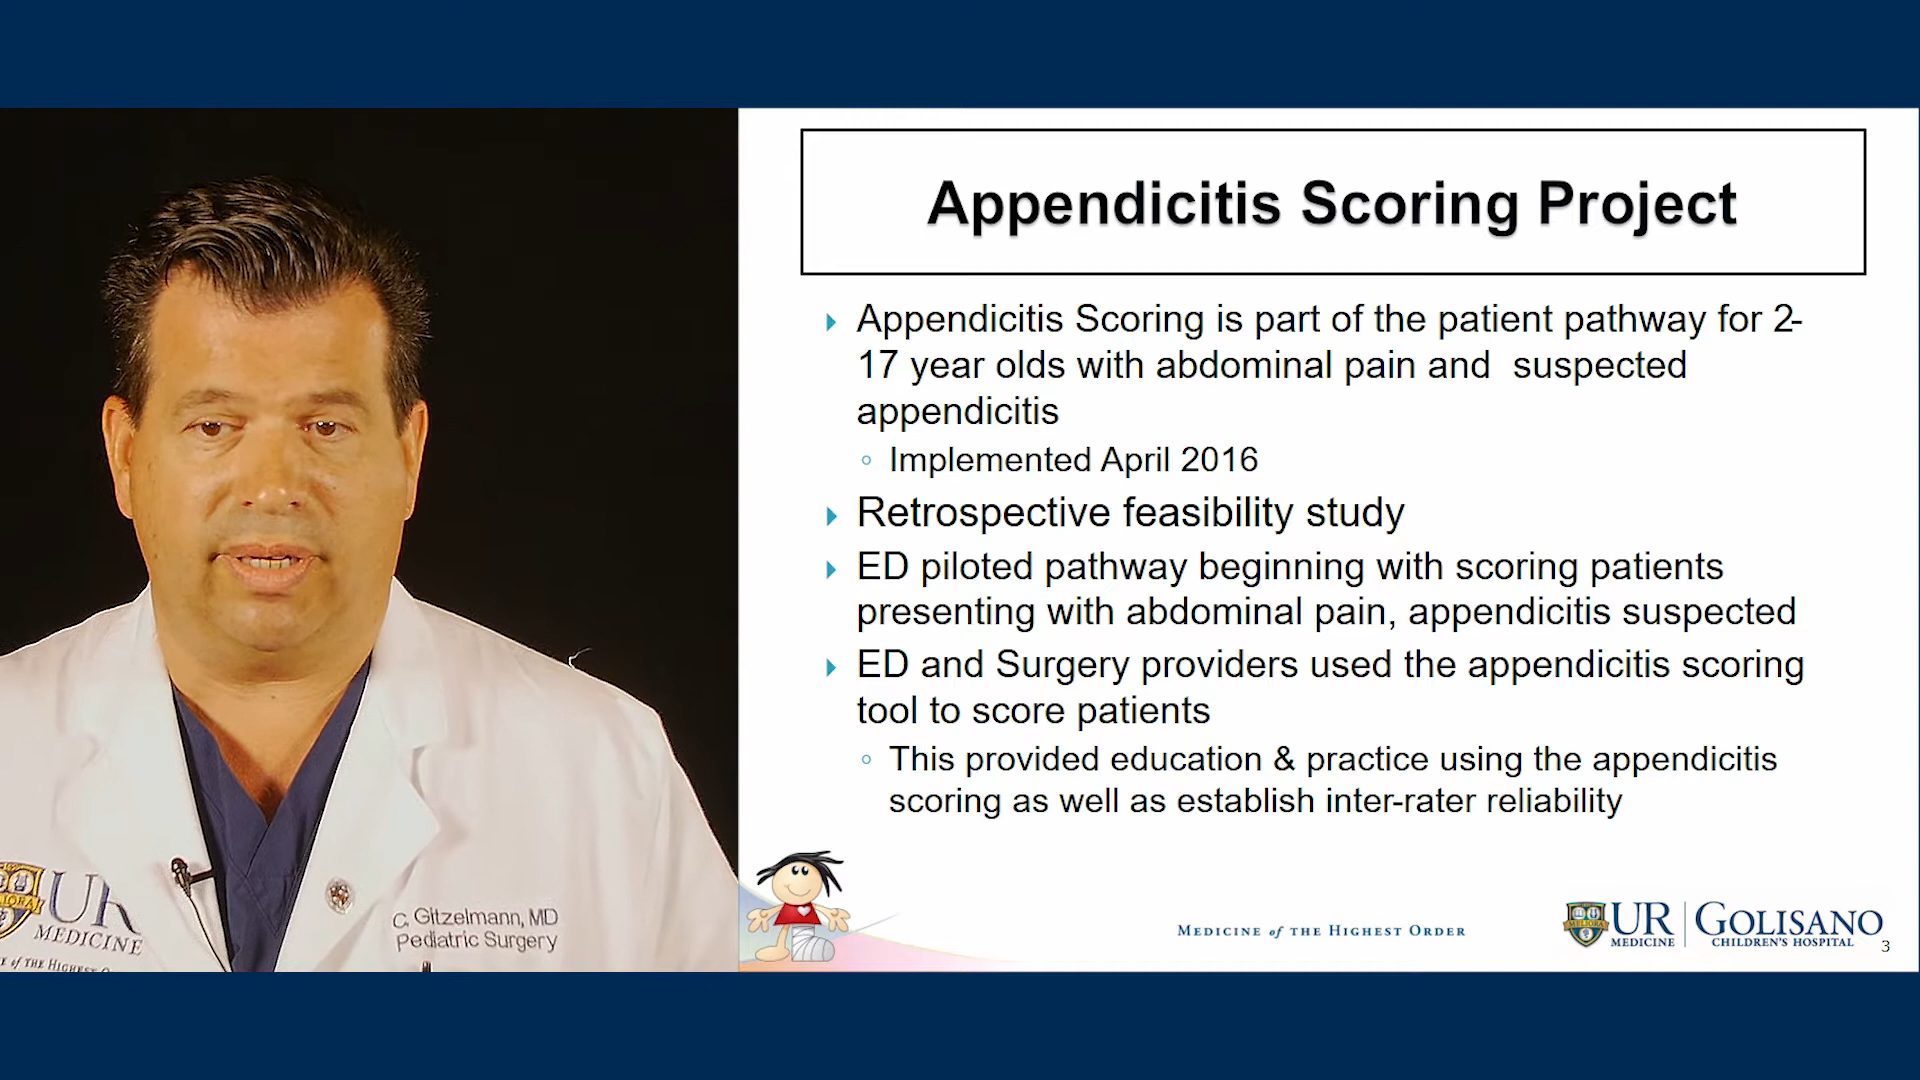 Appendicitis Scoring Project
Appendicitis Scoring is part of the patient pathway for 2-
17 year olds with abdominal pain and  suspected
appendicitis
Implemented April 2016
Retrospective feasibility study
ED piloted pathway beginning with scoring patients
presenting with abdominal pain, appendicitis suspected
ED and Surgery providers used the appendicitis scoring
tool to score patients
This provided education & practice using the appendicitis
scoring as well as establish inter-rater reliability
MEDICINE of THE HIGHEST ORDER
UR
MEDICINE
GOLISANO
CHILDREN'S HOSPITAL
3
UR
MEDICINE
OF THE HIGHEST
C. Gitzelmann, MD
Pediatric Surgery